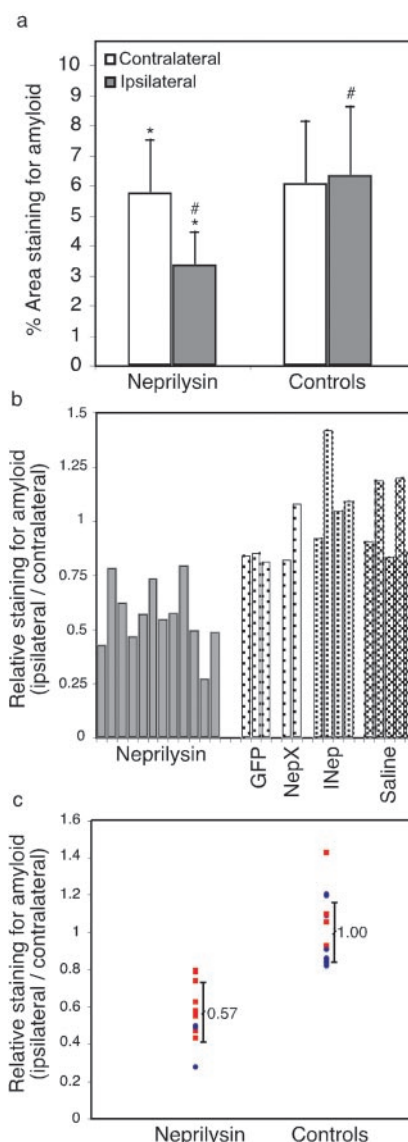 a
% Area staining for amyloid
10
9
8
7
6
5
4
3
2
1
0
Contralateral
Ipsilateral
*
#
*
#
Neprilysin
Controls
b
Relative staining for amyloid
(ipsilateral / contralateral)
1.5
1.25
1
0.75
0.5
0.25
0
Neprilysin
GFP
NepX
INep
Saline
c
Relative staining for amyloid
(ipsilateral / contralateral)
1.6
1.4
1.2
1.0
0.8
0.6
0.4
0.2
0
0.57
1.00
Neprilysin
Controls